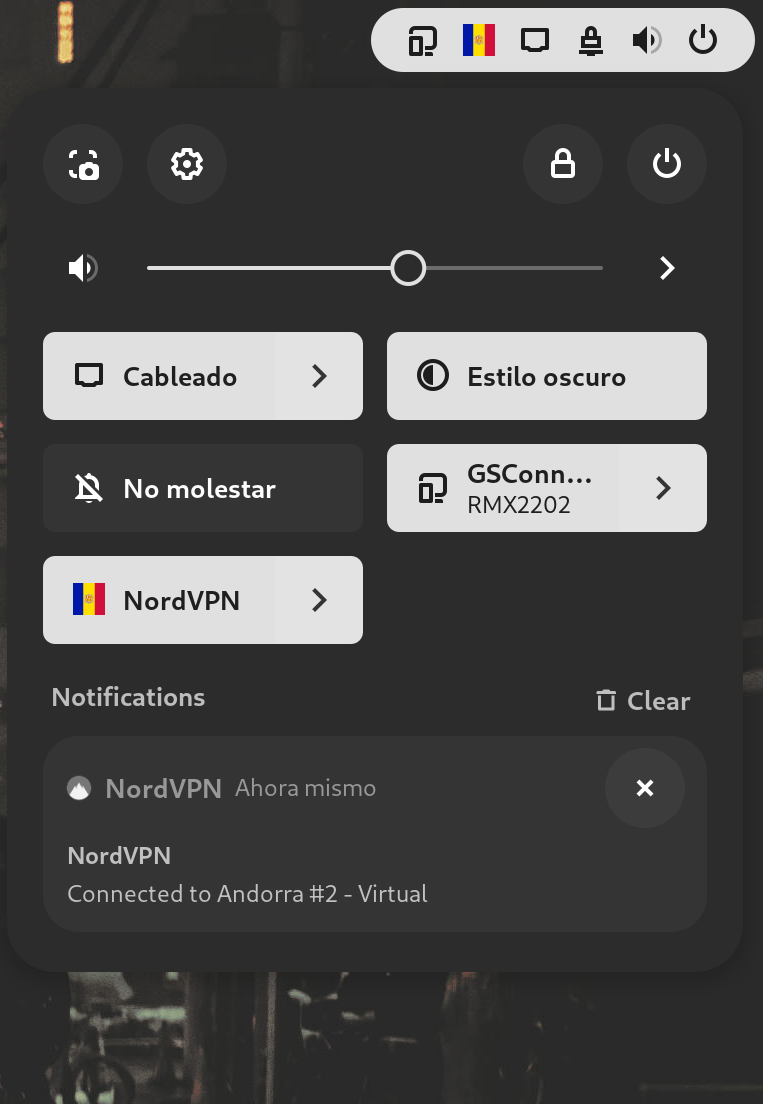 Cableado
Estilo oscuro
No molestar
GSConn...
RMX2202
NordVPN
Notifications
Clear
NordVPN Ahora mismo
NordVPN
Connected to Andorra #2 - Virtual